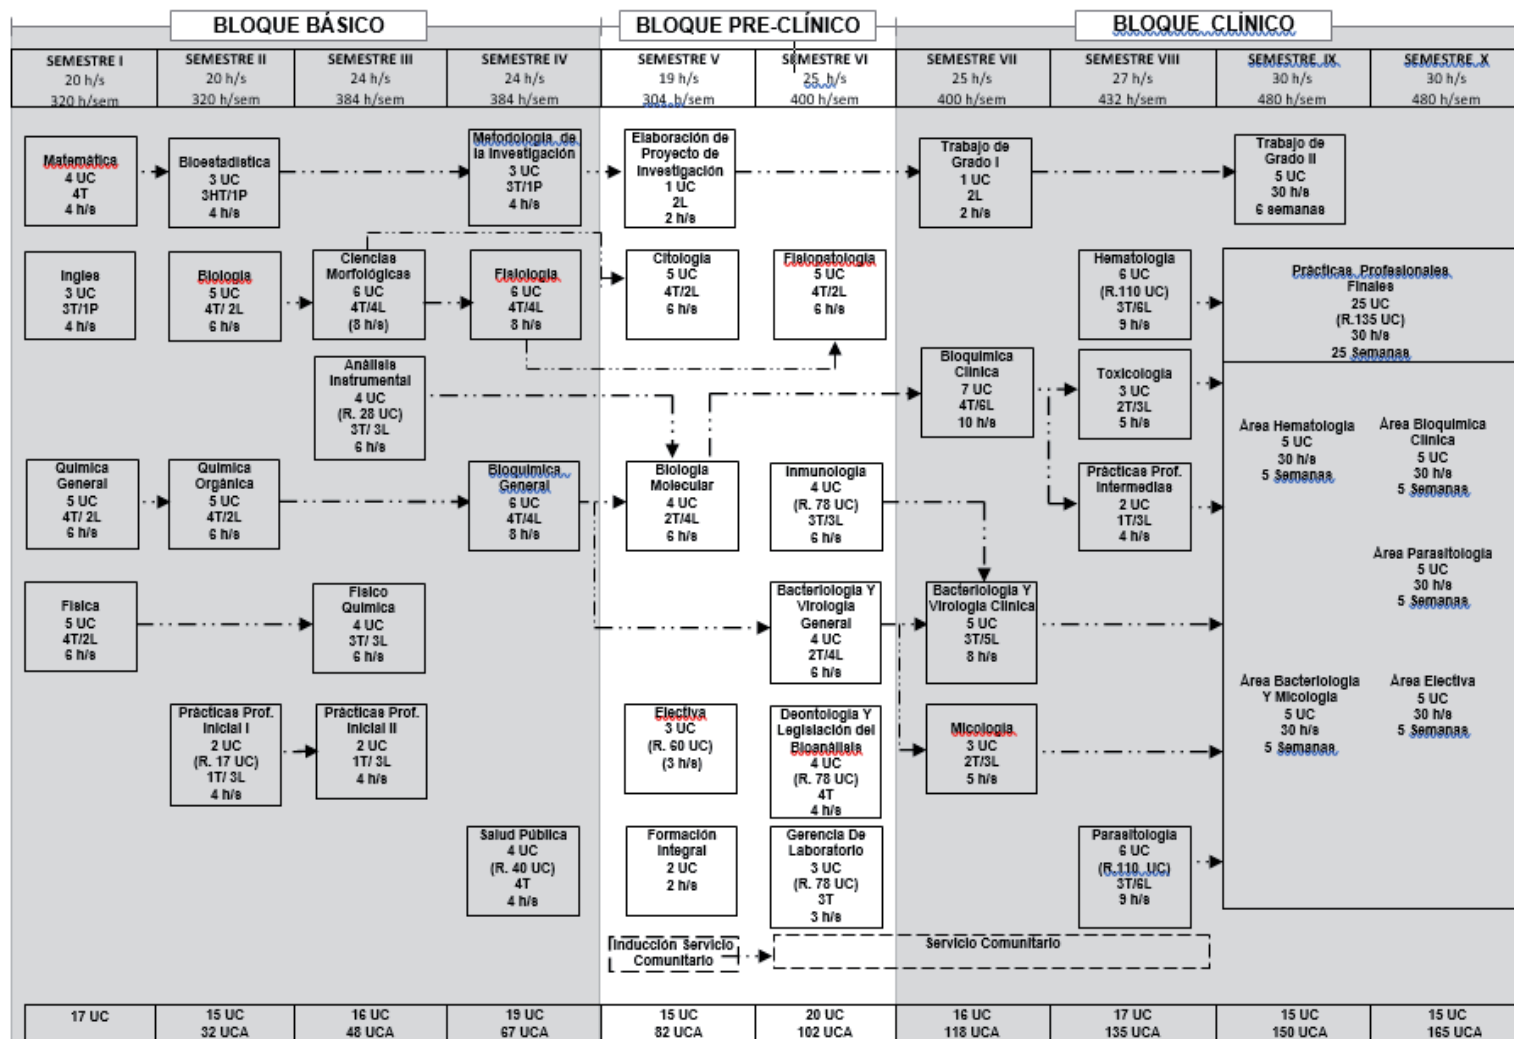 BLOQUE BÁSICO
BLOQUE PRE-CLÍNICO
BLOQUE CLÍNICO
SEMESTRE I
20 h/s
320 h/sem
SEMESTRE II
20 h/s
320 h/sem
SEMESTRE III
24 h/s
384 h/sem
SEMESTRE IV
24 h/s
384 h/sem
SEMESTRE V
19 h/s
304 h/sem
SEMESTRE VI
25 h/s
400 h/sem
SEMESTRE VII
25 h/s
400 h/sem
SEMESTRE VIII
27 h/s
432 h/sem
SEMESTRE IX
30 h/s
480 h/sem
SEMESTRE X
30 h/s
480 h/sem
Matemática
4 UC
4T
4 h/s
Bioestadística
3 UC
3HT/1P
4 h/s
Metodología de
la Investigación
3 UC
3T/1P
4 h/s
Elaboración de
Proyecto de
Investigación
1 UC
2L
2 h/s
Trabajo de
Grado I
1 UC
2L
2 h/s
Trabajo de
Grado II
5 UC
30 h/s
6 semanas
Ingles
3 UC
3T/1P
4 h/s
Biología
5 UC
4T/ 2L
6 h/s
Ciencias
Morfológicas
6 UC
4T/4L
(8 h/s)
Fisiología
6 UC
4T/4L
8 h/s
Citología
5 UC
4T/2L
6 h/s
Fisiopatología
5 UC
4T/2L
6 h/s
Hematología
6 UC
(R.110 UC)
3T/6L
9 h/s
Prácticas Profesionales
Finales
25 UC
(R.135 UC)
30 h/s
25 Semanas
Análisis
Instrumental
4 UC
(R. 28 UC)
3T/ 3L
6 h/s
Bioquímica
Clínica
7 UC
4T/6L
10 h/s
Toxicología
3 UC
2T/3L
5 h/s
Área Hematología
5 UC
30 h/s
5 Semanas
Área Bioquímica
Clínica
5 UC
30 h/s
5 Semanas
Química
General
5 UC
4T/ 2L
6 h/s
Química
Orgánica
5 UC
4T/2L
6 h/s
Bioquímica
General
6 UC
4T/4L
8 h/s
Biología
Molecular
4 UC
2T/4L
6 h/s
Inmunología
4 UC
(R. 78 UC)
3T/3L
6 h/s
Prácticas Prof.
Intermedias
2 UC
1T/3L
4 h/s
Área Parasitología
5 UC
30 h/s
5 Semanas
Física
5 UC
4T/2L
6 h/s
Físico
Química
4 UC
3T/ 3L
6 h/s
Bacteriología Y
Virología
General
4 UC
2T/4L
6 h/s
Bacteriología Y
Virología Clínica
5 UC
3T/5L
8 h/s
Área Bacteriología
Y Micología
5 UC
30 h/s
5 Semanas
Área Electiva
5 UC
30 h/s
5 Semanas
Prácticas Prof.
Inicial I
2 UC
(R. 17 UC)
1T/ 3L
4 h/s
Prácticas Prof.
Inicial II
2 UC
1T/ 3L
4 h/s
Electiva
3 UC
(R. 60 UC)
(3 h/s)
Deontología Y
Legislación del
Bioanálisis
4 UC
(R. 78 UC)
4T
4 h/s
Micología
3 UC
2T/3L
5 h/s
Salud Pública
4 UC
(R. 40 UC)
4T
4 h/s
Formación
Integral
2 UC
2 h/s
Gerencia De
Laboratorio
3 UC
(R. 78 UC)
3T
3 h/s
Parasitología
6 UC
(R.110 UC)
3T/6L
9 h/s
Inducción Servicio
Comunitario
Servicio Comunitario
17 UC
15 UC
32 UCA
16 UC
48 UCA
19 UC
67 UCA
15 UC
82 UCA
20 UC
102 UCA
16 UC
118 UCA
17 UC
135 UCA
15 UC
150 UCA
15 UC
165 UCA